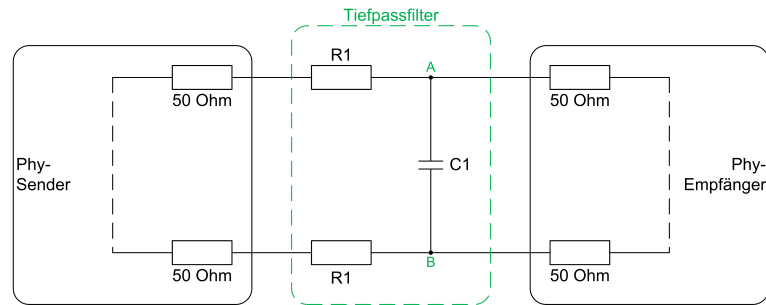 Tiefpassfilter
R1
A
50 Ohm
50 Ohm
Phy-
Sender
C1
Phy-
Empfänger
B
50 Ohm
R1
50 Ohm